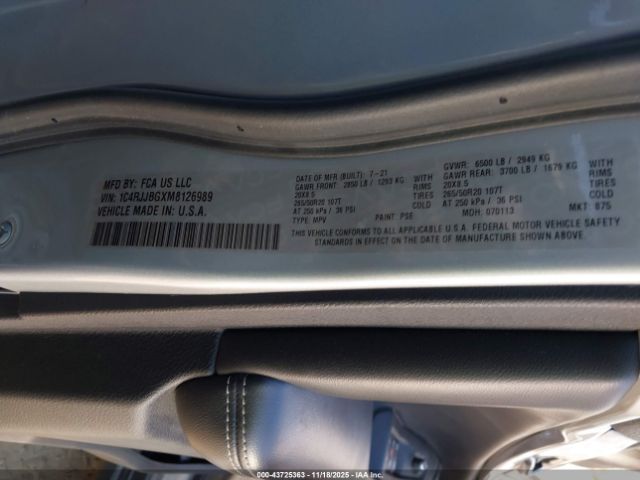 MFD BY: FCA US LLC
VIN: 1C4RJJBGXM8126989
VEHICLE MADE IN: U.S.A.
DATE OF MFR (BUILT): 7-21
GAWR FRONT: 2850 LB / 1293 KG
20X8.5
265/50R20 107T
AT 250 kPa / 36 PSI
TYPE: MPV
PAINT: PSE
WITH
RIMS
TIRES
COLD
GVWR: 6500 LB / 2949 KG
GAWR REAR: 3700 LB / 1679 KG
20X8.5
265/50R20 107T
AT 250 kPa / 36 PSI
MDH: 070113
WITH
RIMS
TIRES
COLD
MKT: 875
THIS VEHICLE CONFORMS TO ALL APPLICABLE U.S.A. FEDERAL MOTOR VEHICLE SAFETY
STANDARDS IN EFFECT ON THE DATE OF MANUFACTURE SHOWN ABOVE.
000-43725363 | 11/18/2025 | IAAI.COM